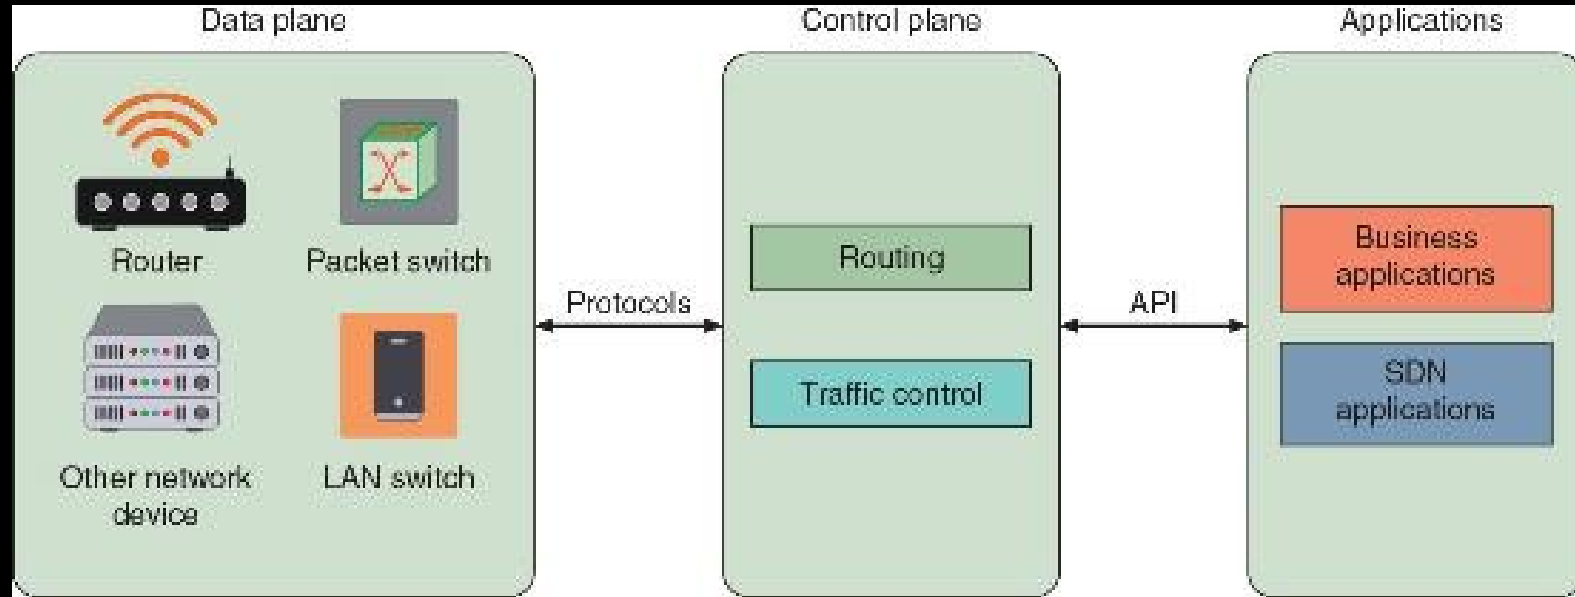 Data plane
Control plane
Applications
Router
Packet switch
Other network
device
LAN switch
Protocols
Routing
Traffic control
API
Business
applications
SDN
applications